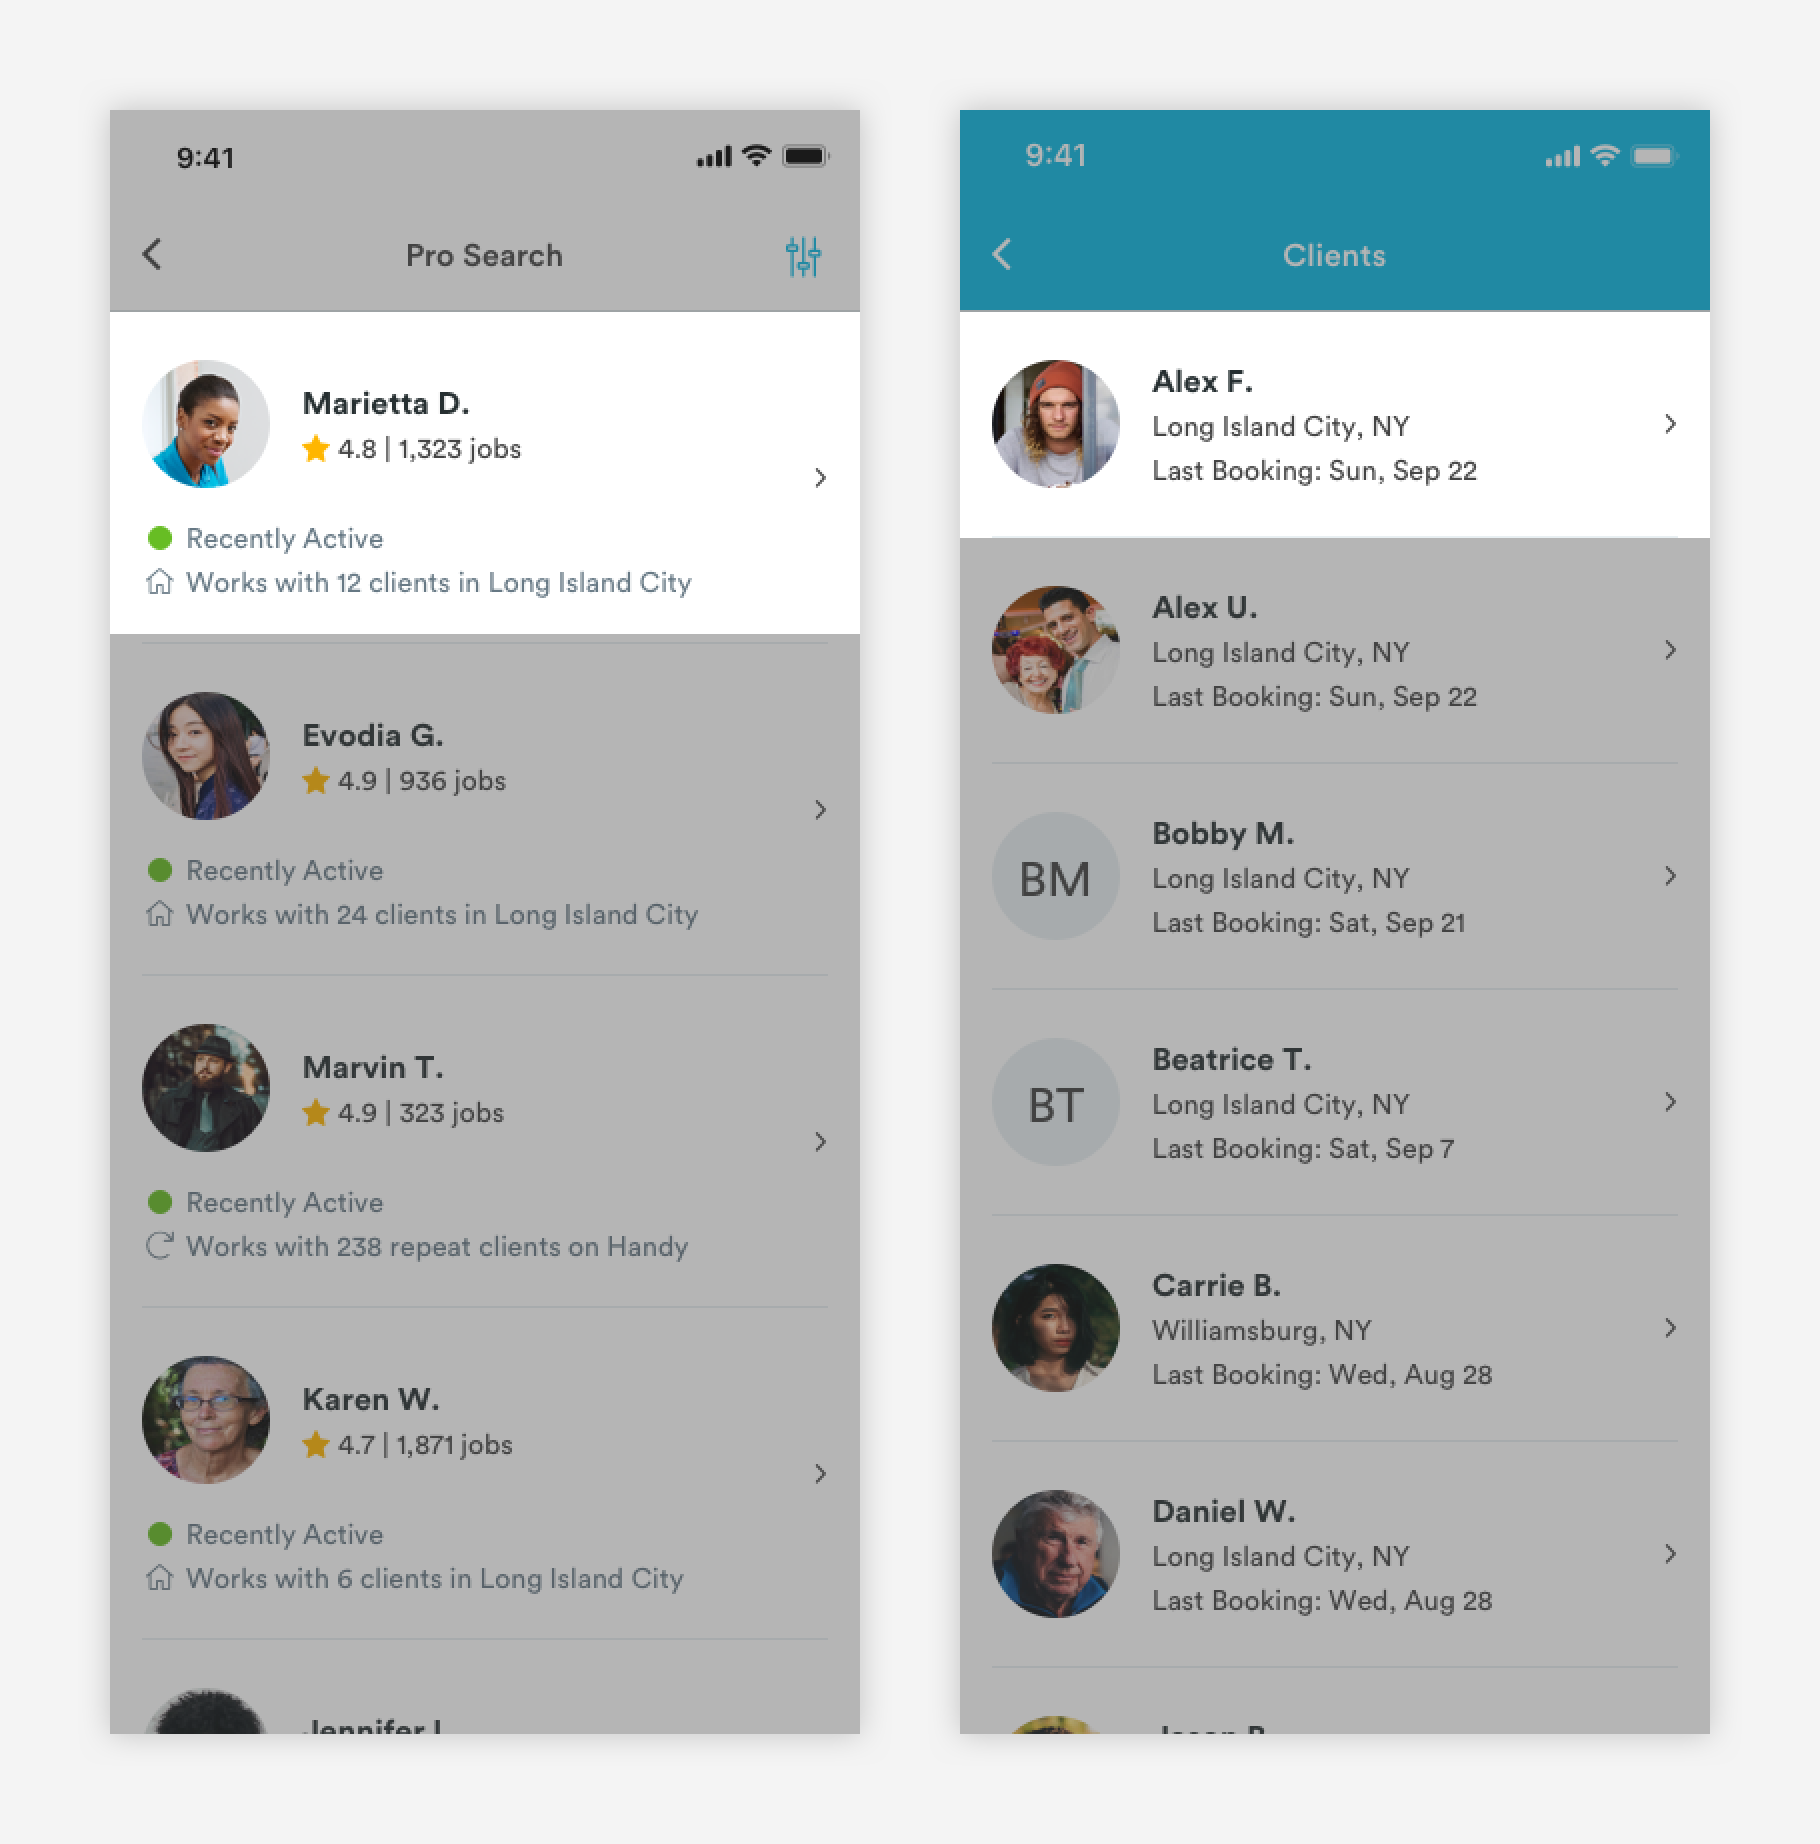 9:41
Pro Search
Marietta D.
4.8 | 1,323 jobs
Recently Active
Works with 12 clients in Long Island City
Evodia G.
4.9 | 936 jobs
Recently Active
Works with 24 clients in Long Island City
Marvin T.
4.9 | 323 jobs
Recently Active
Works with 238 repeat clients on Handy
Karen W.
4.7 | 1,871 jobs
Recently Active
Works with 6 clients in Long Island City
Jennifer
9:41
Clients
Alex F.
Long Island City, NY
Last Booking: Sun, Sep 22
Alex U.
Long Island City, NY
Last Booking: Sun, Sep 22
BM
Bobby M.
Long Island City, NY
Last Booking: Sat, Sep 21
BT
Beatrice T.
Long Island City, NY
Last Booking: Sat, Sep 7
Carrie B.
Williamsburg, NY
Last Booking: Wed, Aug 28
Daniel W.
Long Island City, NY
Last Booking: Wed, Aug 28